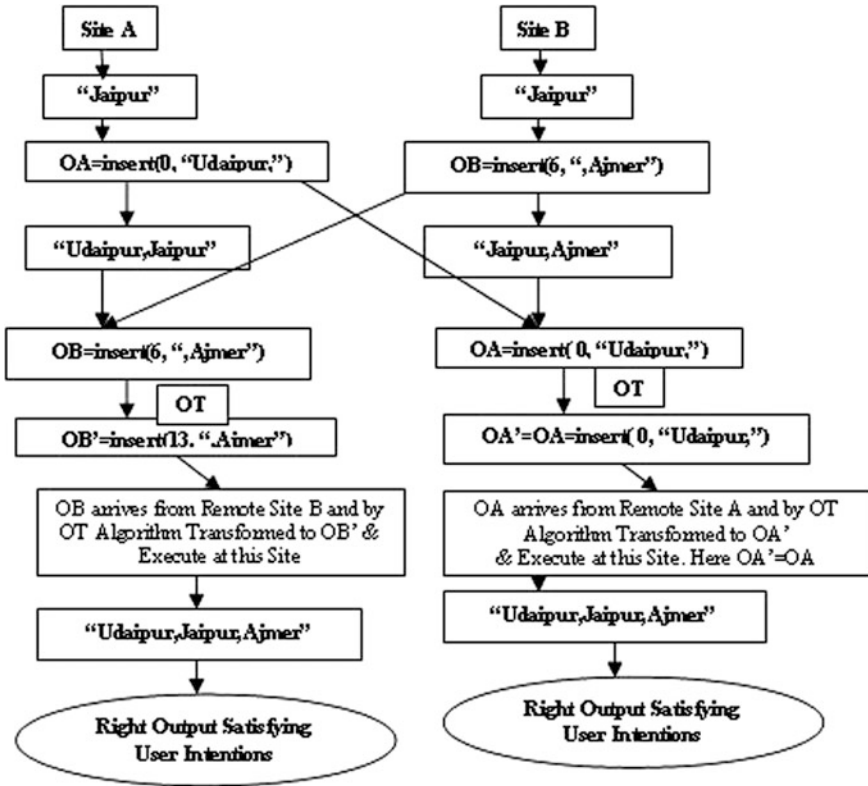 Site A
Site B
“Jaipur”
“Jaipur”
OA=insert(0, “Udaipur,”)
OB=insert(6, “,Ajmer”)
“Udaipur,Jaipur”
“Jaipur,Ajmer”
OB=insert(6, “,Ajmer”)
OA=insert( 0, “Udaipur,”)
OT
OT
OB’=insert(13, “,Ajmer”)
OA’=OA=insert( 0, “Udaipur,”)
OB arrives from Remote Site B and by
OT Algorithm Transformed to OB’ &
Execute at this Site
OA arrives from Remote Site A and by OT
Algorithm Transformed to OA’
& Execute at this Site. Here OA’=OA
“Udaipur,Jaipur,Ajmer”
“Udaipur,Jaipur,Ajmer”
Right Output Satisfying
User Intentions
Right Output Satisfying
User Intentions